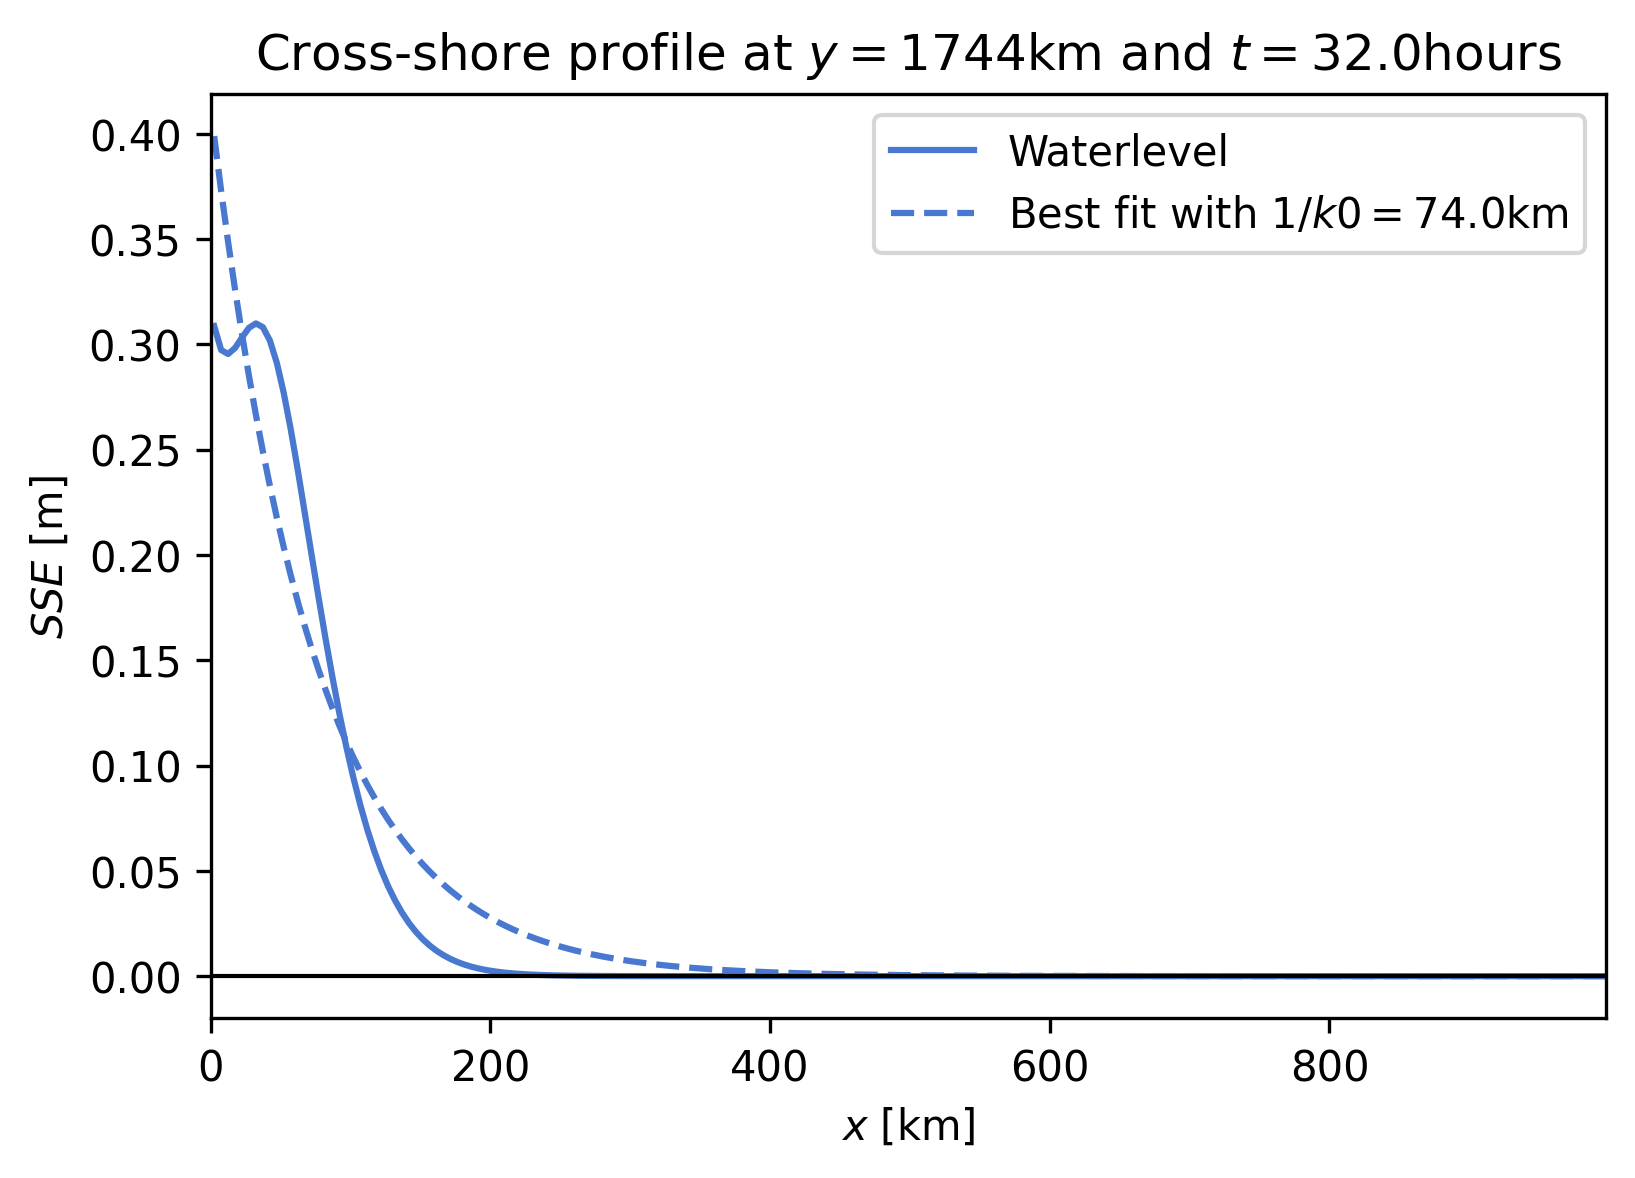 Cross-shore profile at y = 1744km and t = 32.0hours
Waterlevel
Best fit with 1/k0 = 74.0km
SSE [m]
0.40
0.35
0.30
0.25
0.20
0.15
0.10
0.05
0.00
0
200
400
600
800
x [km]